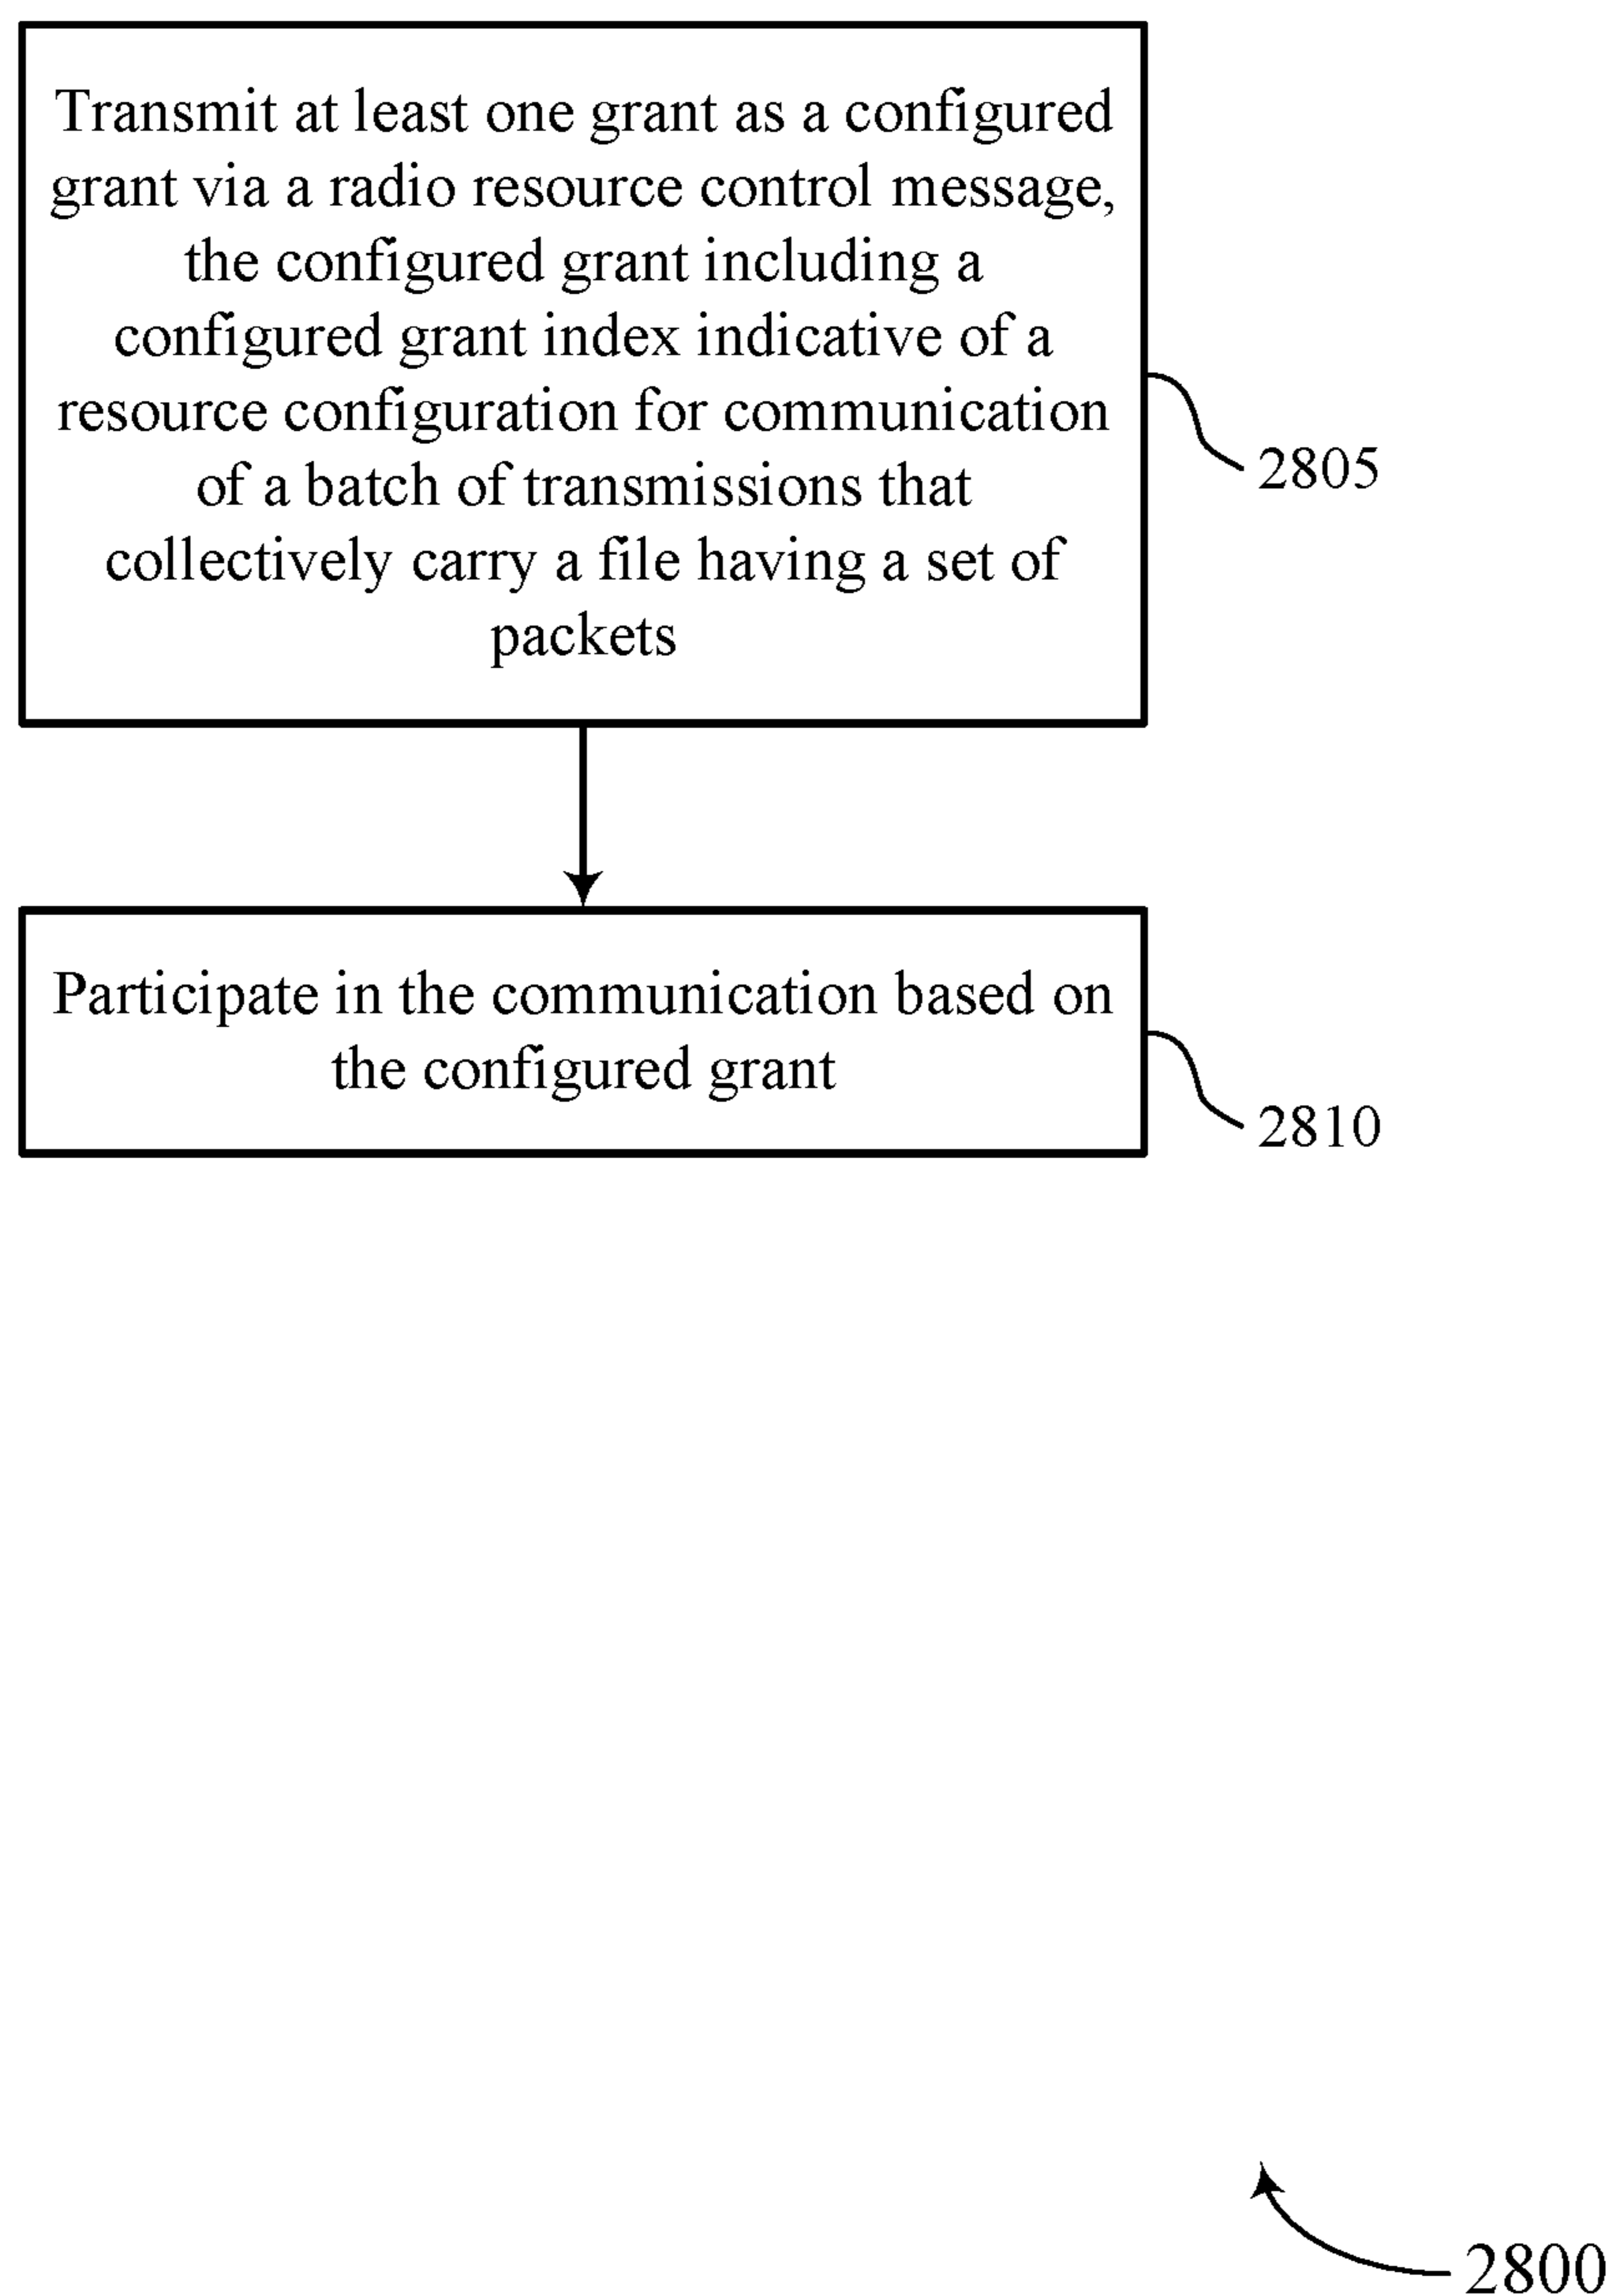 Transmit at least one grant as a configured
grant via a radio resource control message,
the configured grant including a
configured grant index indicative of a
resource configuration for communication
of a batch of transmissions that
collectively carry a file having a set of
packets
2805
Participate in the communication based on
the configured grant
2810
2800